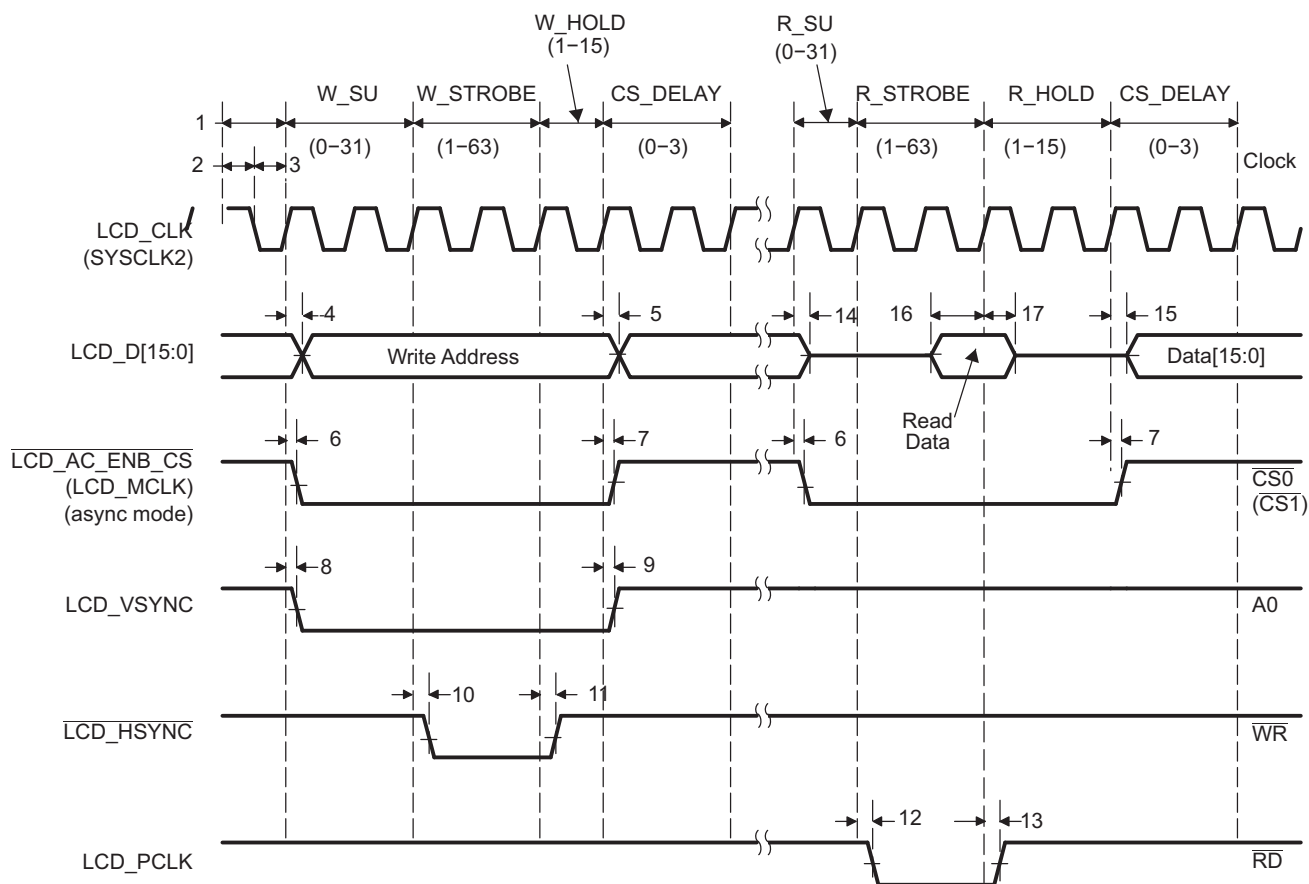 W_HOLD
(1−15)
R_SU
(0−31)
W_SU
W_STROBE
CS_DELAY
R_STROBE
R_HOLD
CS_DELAY
1
(0−31)
(1−63)
(0−3)
(1−63)
(1−15)
(0−3)
2
3
Clock
LCD_CLK
(SYSCLK2)
4
5
14
16
17
15
LCD_D[15:0]
Write Address
Data[15:0]
Read
Data
6
7
6
7
LCD_AC_ENB_CS
(LCD_MCLK)
(async mode)
CS0
(CS1)
8
9
LCD_VSYNC
A0
10
11
LCD_HSYNC
WR
12
13
LCD_PCLK
RD